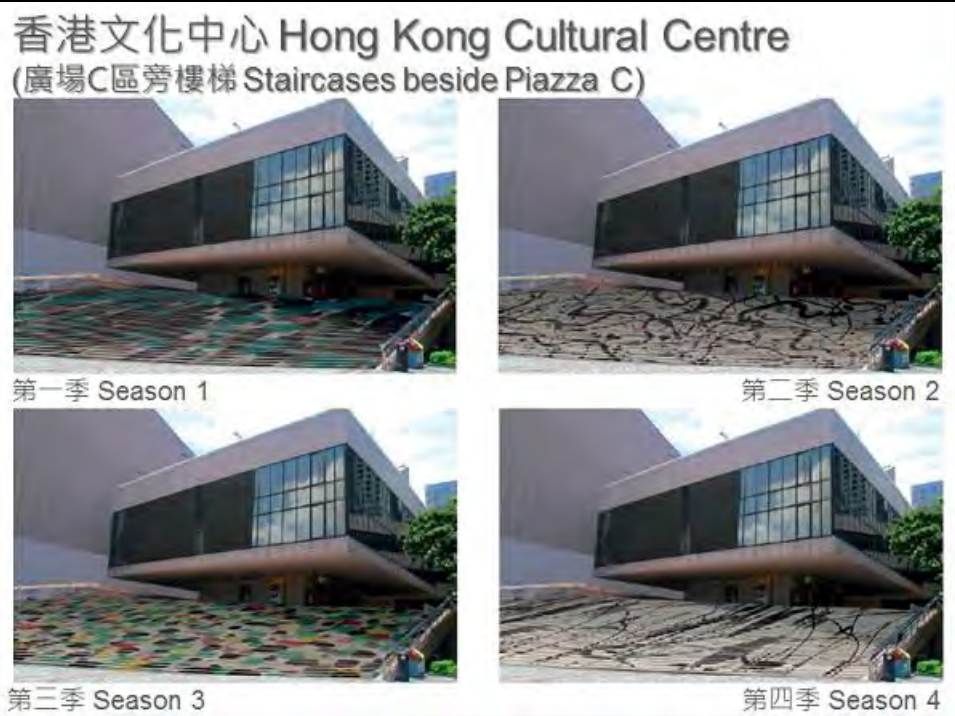 香港文化中心 Hong Kong Cultural Centre
(廣場C區旁樓梯 Staircases beside Piazza C)
第一季 Season 1
第二季 Season 2
第三季 Season 3
第四季 Season 4